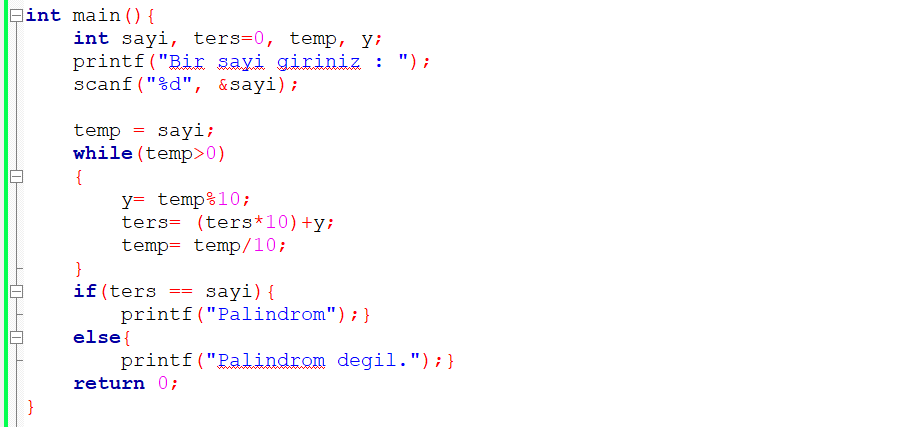 int main(){
int sayi, ters=0, temp, y;
printf("Bir sayi giriniz : ");
scanf("%d", &sayi);
temp = sayi;
while(temp>0)
{
y= temp%10;
ters= (ters*10)+y;
temp= temp/10;
}
if(ters == sayi){
printf("Palindrom");}
else{
printf("Palindrom degil.");}
return 0;
}